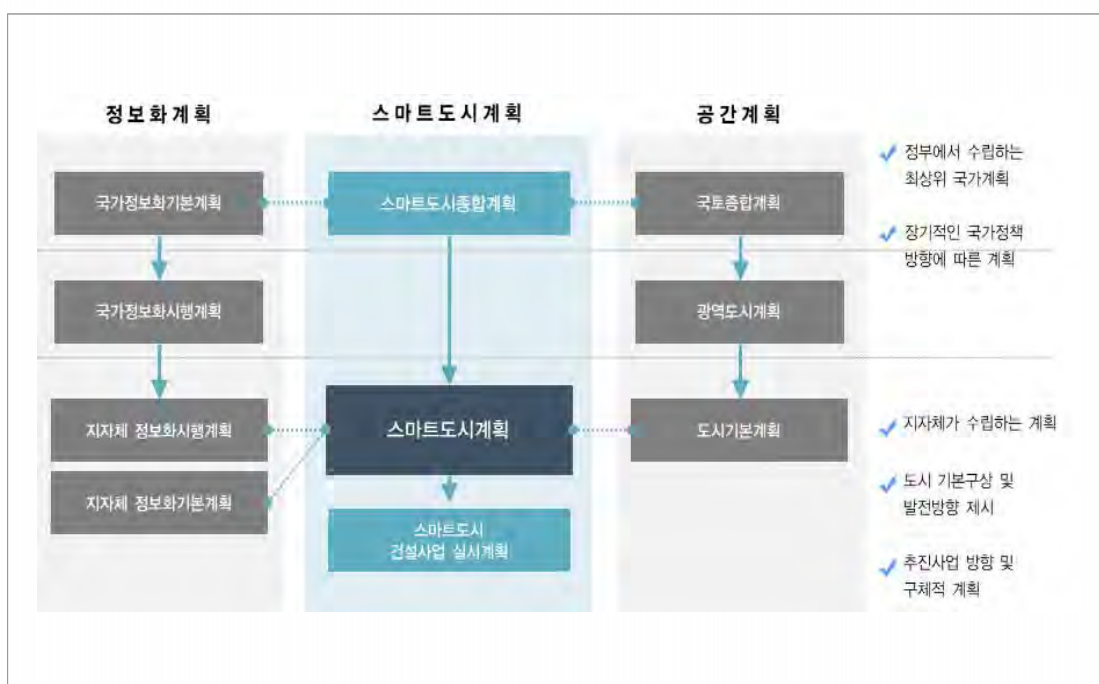 정보화계획
스마트도시계획
공간계획
국가정보화기본계획
스마트도시종합계획
국토종합계획
정부에서 수립하는
최상위 국가계획
장기적인 국가정책
방향에 따른 계획
국가정보화시행계획
광역도시계획
지자체 정보화시행계획
스마트도시계획
도시기본계획
지자체 정보화기본계획
스마트도시
건설사업 실시계획
지자체가 수립하는 계획
도시 기본구상 및
발전방향 제시
추진사업 방향 및
구체적 계획